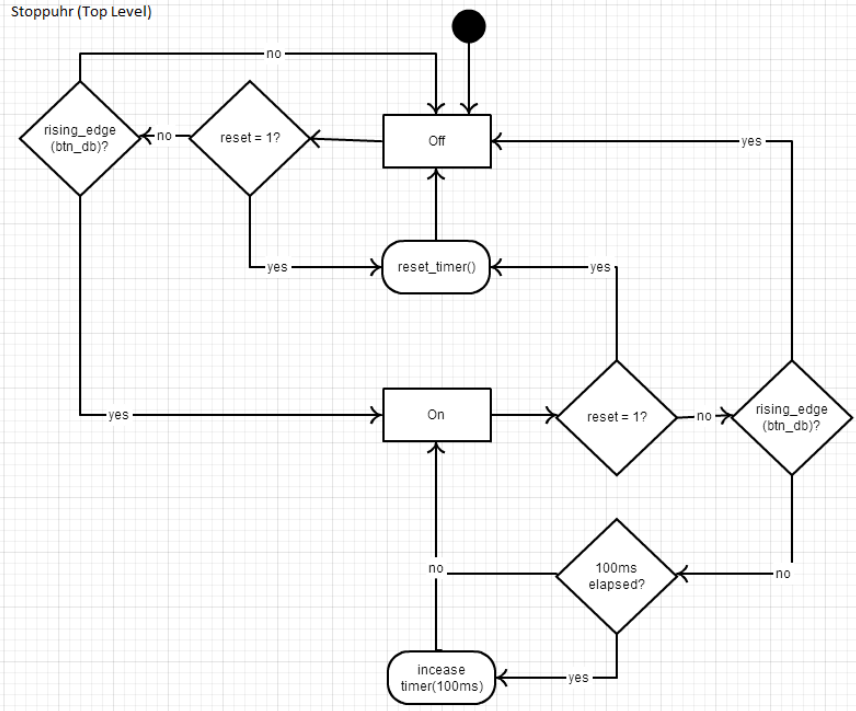 Stoppuhr (Top Level)
no
rising_edge
(btn_db)?
no
reset = 1?
Off
yes
yes
reset_timer()
yes
yes
On
reset = 1?
no
rising_edge
(btn_db)?
no
100ms
elapsed?
no
incease
timer(100ms)
yes